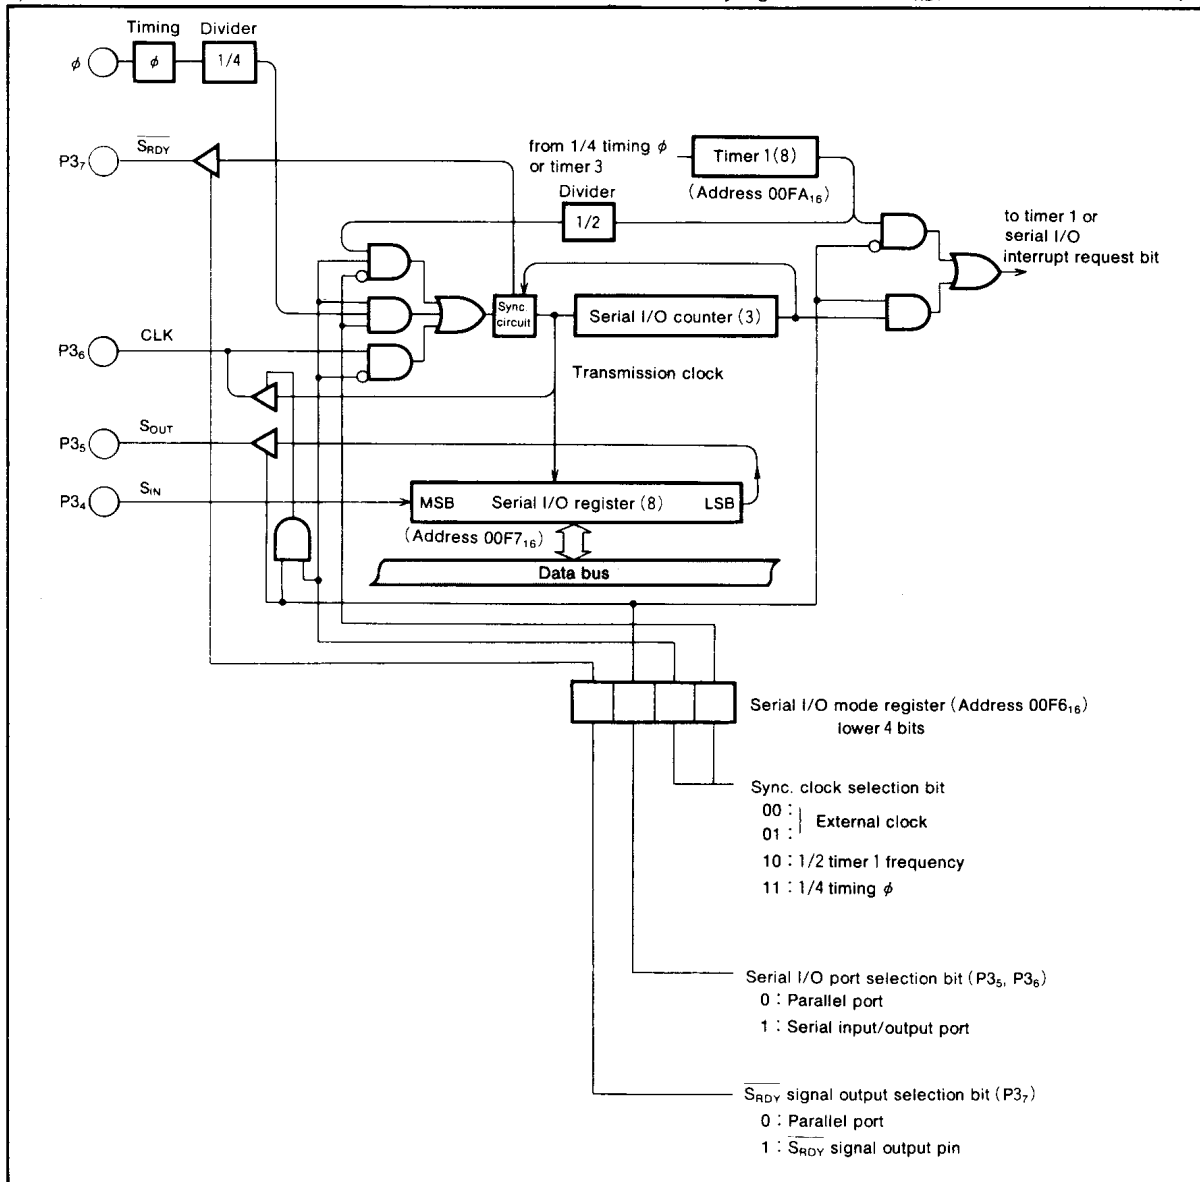 Timing Divider
φ φ 1/4
P3₇ S̅R̅D̅Y̅
from 1/4 timing φ
or timer 3
Timer 1(8)
(Address 00FA₁₆)
Divider
1/2
to timer 1 or
serial I/O
interrupt request bit
Sync.
circuit
Serial I/O counter (3)
P3₆ CLK
Transmission clock
P3₅ SOUT
P3₄ SIN
MSB Serial I/O register (8) LSB
(Address 00F7₁₆)
Data bus
Serial I/O mode register (Address 00F6₁₆)
lower 4 bits
Sync. clock selection bit
00 :
01 :
External clock
10 : 1/2 timer 1 frequency
11 : 1/4 timing φ
Serial I/O port selection bit (P3₅, P3₆)
0 : Parallel port
1 : Serial input/output port
S̅R̅D̅Y̅ signal output selection bit (P3₇)
0 : Parallel port
1 : S̅R̅D̅Y̅ signal output pin